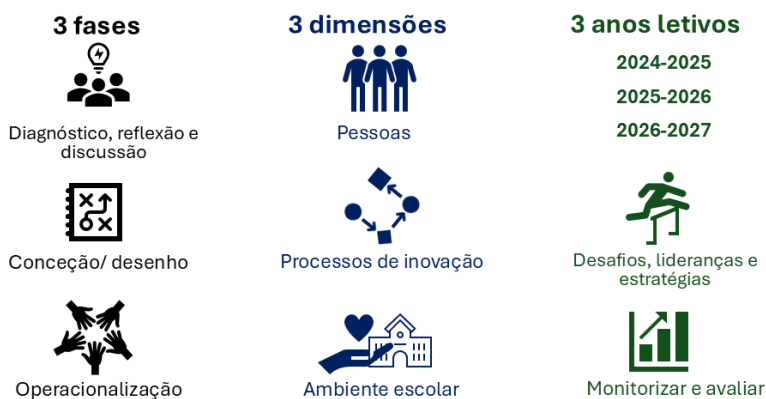 3 fases
Diagnóstico, reflexão e
discussão
Conceção/ desenho
Operacionalização
3 dimensões
Pessoas
Processos de inovação
Ambiente escolar
3 anos letivos
2024-2025
2025-2026
2026-2027
Desafios, lideranças e
estratégias
Monitorizar e avaliar